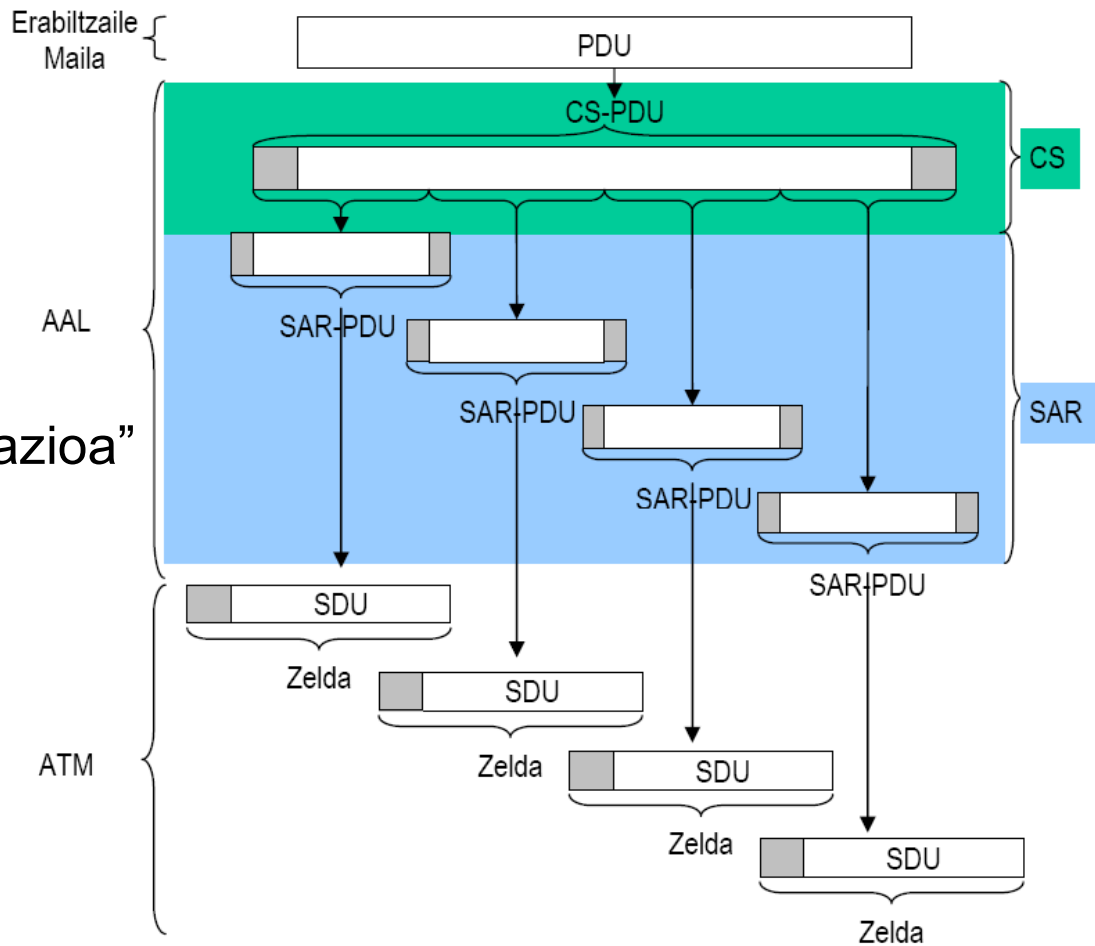 Erabiltzaile
Maila
PDU
CS-PDU
CS
AAL
SAR-PDU
SAR-PDU
SAR
azioa”
SAR-PDU
SAR-PDU
SDU
Zelda
SDU
Zelda
ATM
SDU
Zelda
SDU
Zelda